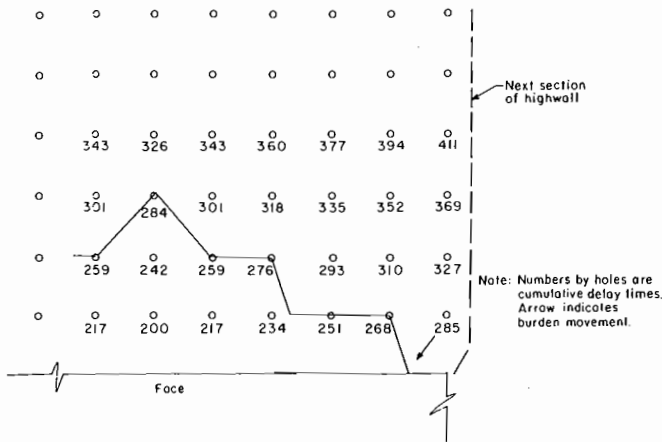 Next section
of highwall
343 326 343 360 377 394 411
301 284 301 318 335 352 369
259 242 259 276 293 310 327
Note: Numbers by holes are
cumulative delay times.
Arrow indicates
burden movement.
217 200 217 234 251 268 285
Face